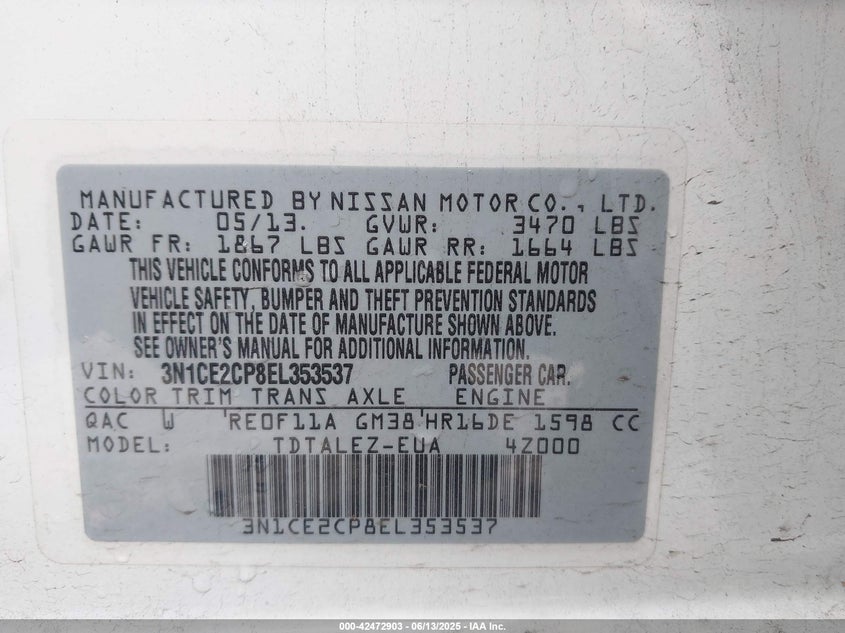 MANUFACTURED BY NISSAN MOTOR CO., LTD.
DATE: 05/13. GVWR: 3470 LBS
GAWR FR: 1867 LBS GAWR RR: 1664 LBS
THIS VEHICLE CONFORMS TO ALL APPLICABLE FEDERAL MOTOR
VEHICLE SAFETY, BUMPER AND THEFT PREVENTION STANDARDS
IN EFFECT ON THE DATE OF MANUFACTURE SHOWN ABOVE.
SEE OWNER'S MANUAL FOR ADDITIONAL INFORMATION.
VIN: 3N1CE2CP8EL353537 PASSENGER CAR.
COLOR TRIM TRANS AXLE ENGINE
QAC W 'RE0F11A GM38'HR16DE 1598 CC
MODEL: TDTALEZ-EUA 4Z000
3N1CE2CP8EL353537
000-42472903 - 06/13/2025 - IAA Inc.